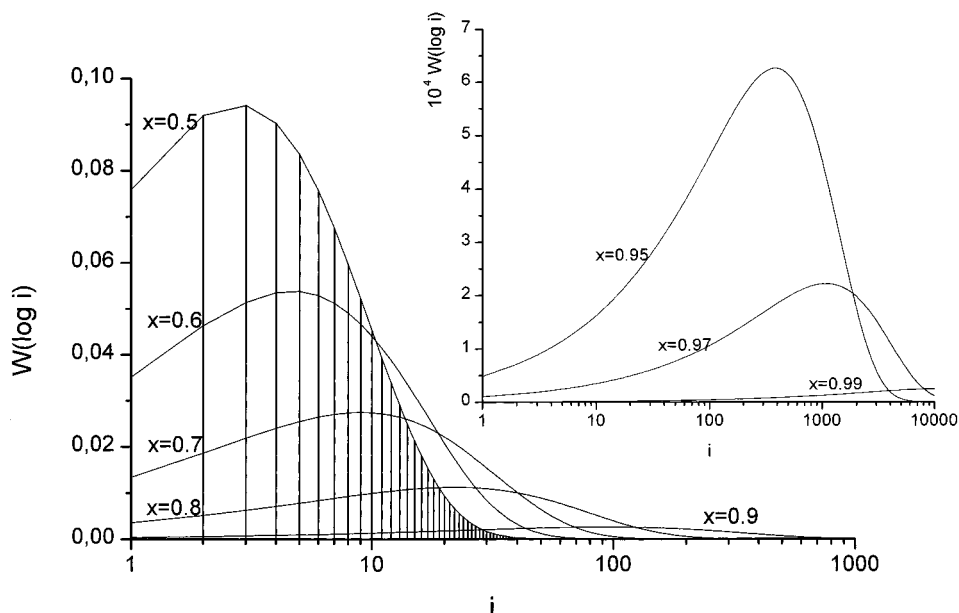 0,10
0,08
0,06
0,04
0,02
0,00
W(log i)
x=0.5
x=0.6
x=0.7
x=0.8
x=0.9
1 10 100 1000
i
7
6
5
4
3
2
1
0
10⁴ W(log i)
x=0.95
x=0.97
x=0.99
1 10 100 1000 10000
i